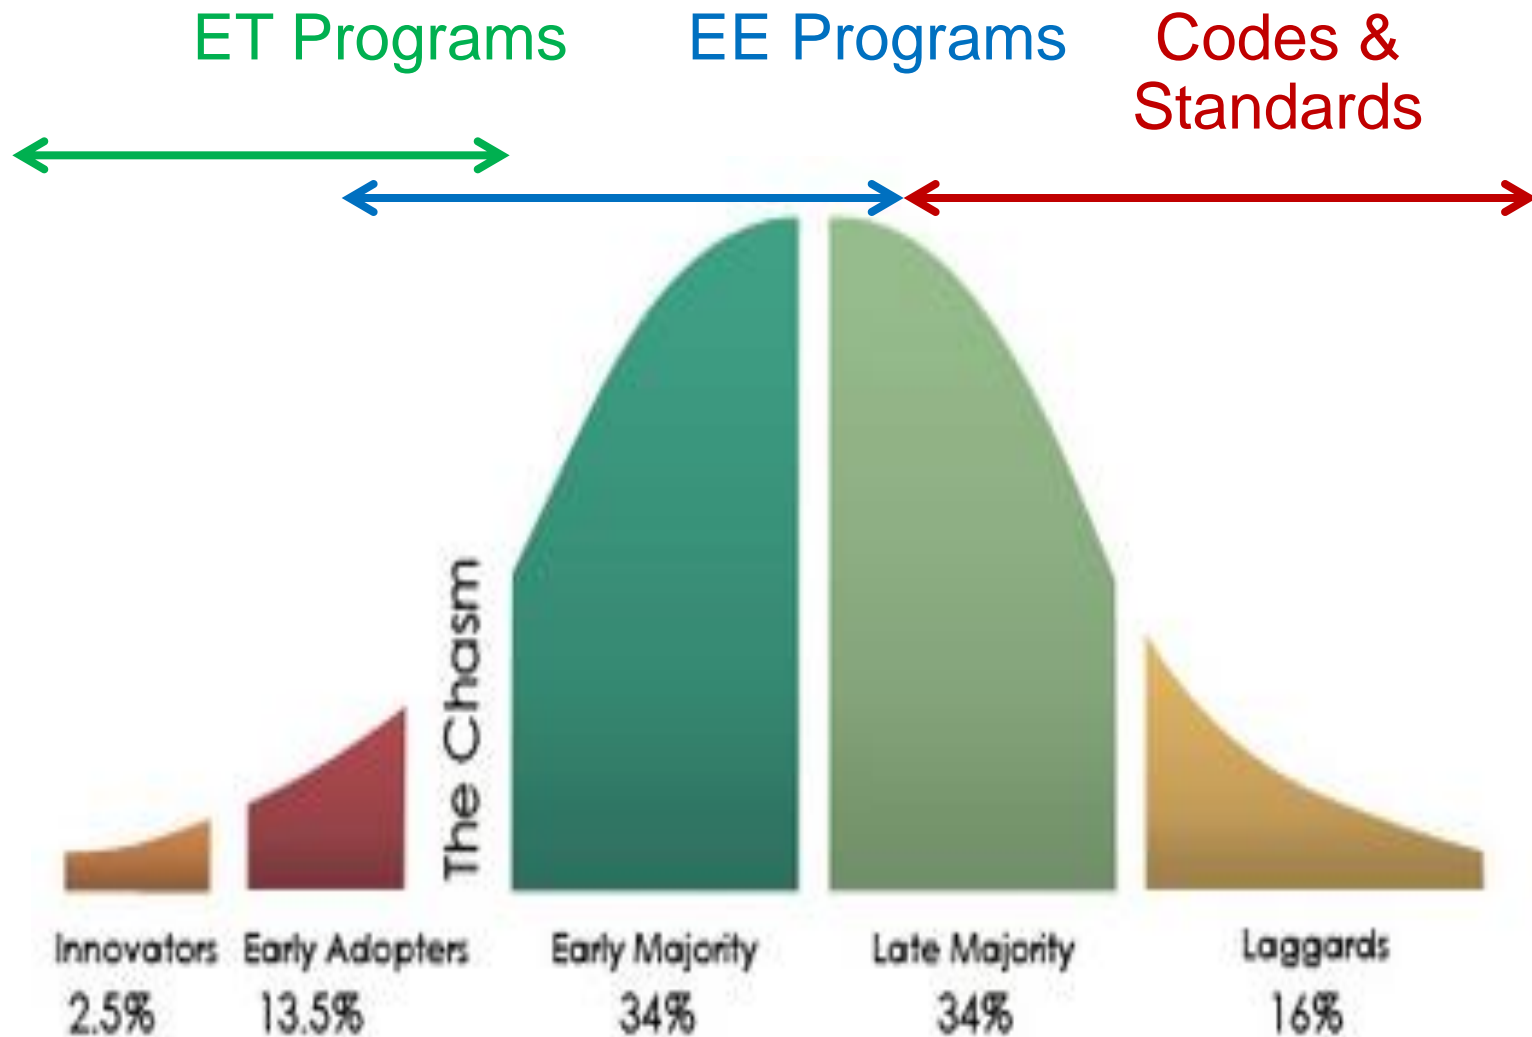 ET Programs
EE Programs
Codes &
Standards
The Chasm
Innovators
2.5%
Early Adopters
13.5%
Early Majority
34%
Late Majority
34%
Laggards
16%